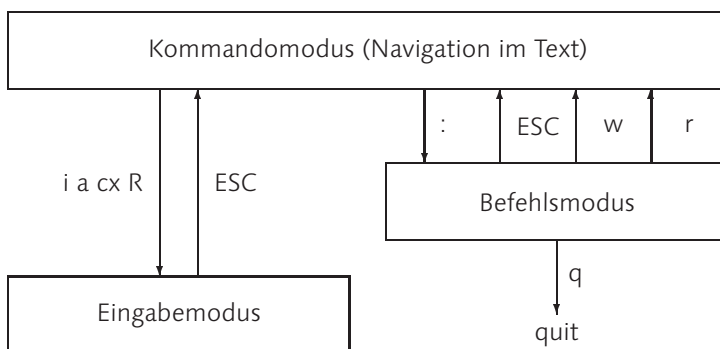 Kommandomodus (Navigation im Text)
: ESC w r
i a cx R ESC
Befehlsmodus
q
Eingabemodus
quit